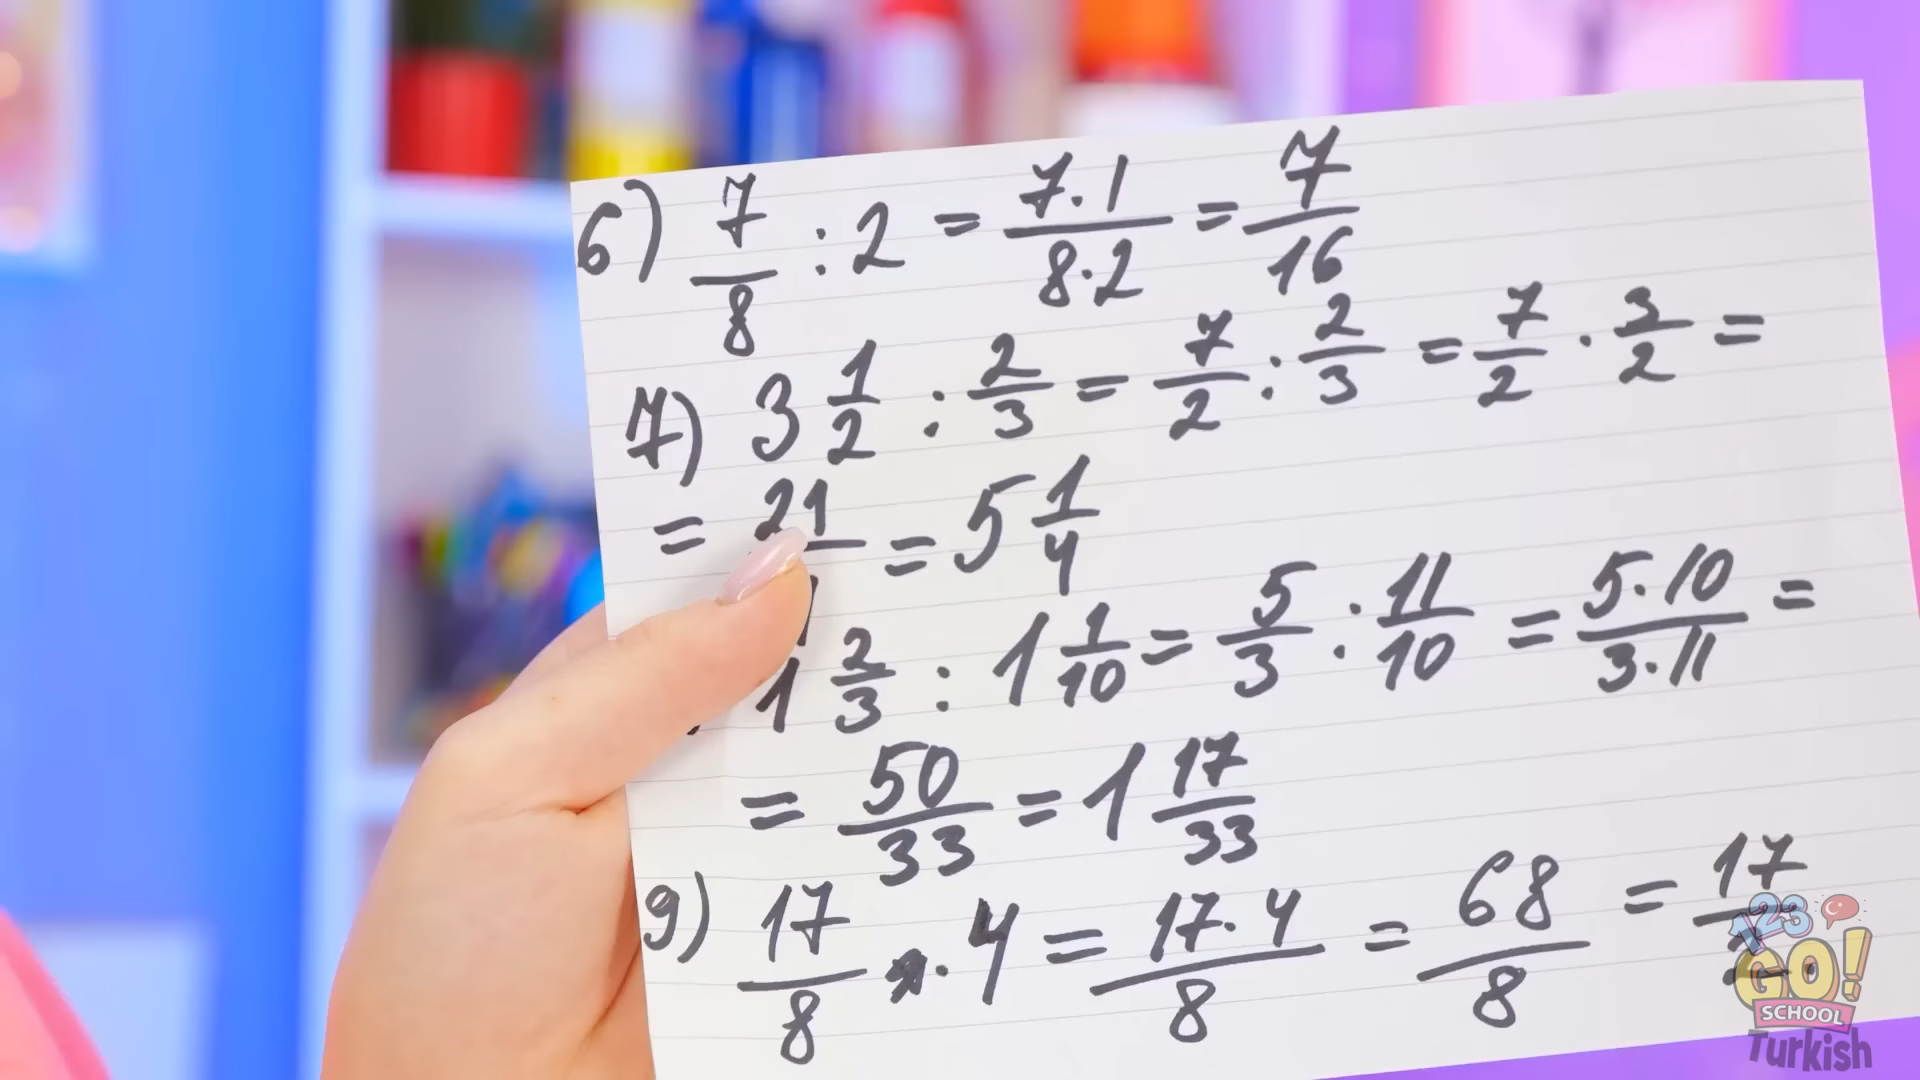 6) 7/8 : 2 = 7·1/8·2 = 7/16
7) 3 1/2 : 2/3 = 7/2 : 2/3 = 7/2 · 3/2 =
= 21/ = 5 1/4
1 2/3 : 1 1/10 = 5/3 : 11/10 = 5·10/3·11 =
= 50/33 = 1 17/33
9) 17/8 · 4 = 17·4/8 = 68/8 = 17/
123
GO!
SCHOOL
Turkish